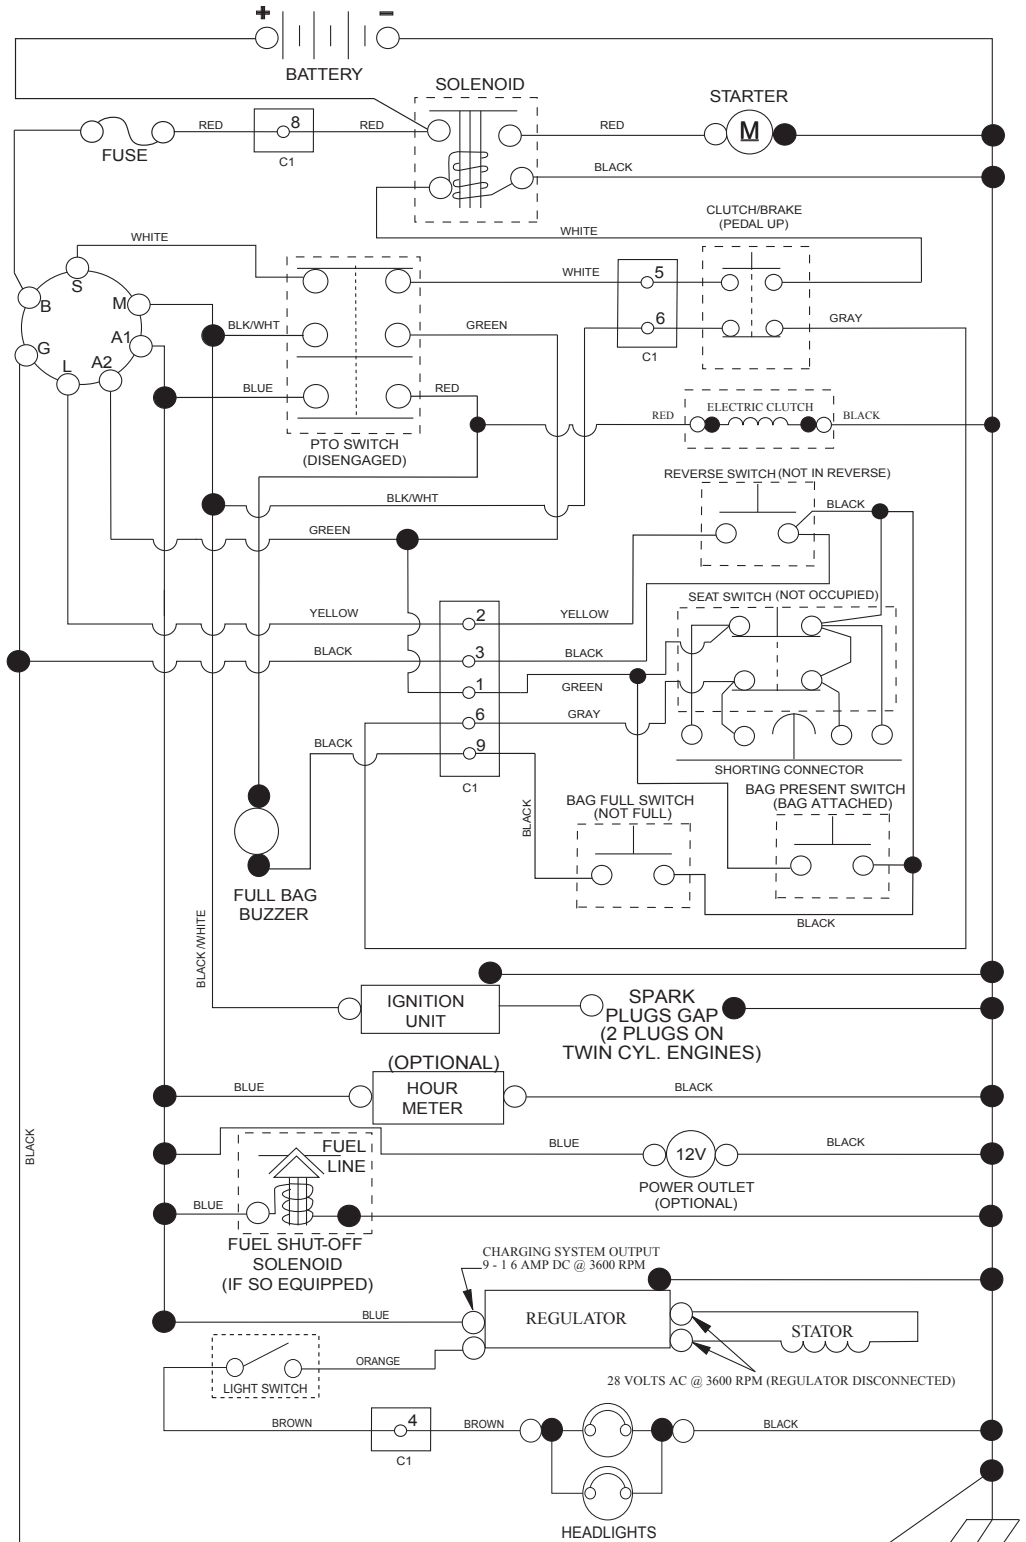 + −
BATTERY
SOLENOID
STARTER
RED
8
RED
RED
M
FUSE
C1
BLACK
CLUTCH/BRAKE
(PEDAL UP)
WHITE
WHITE
S
WHITE
5
B
M
BLK/WHT
GREEN
6
GRAY
G
A1
C1
L
A2
BLUE
RED
RED
ELECTRIC CLUTCH
BLACK
PTO SWITCH
(DISENGAGED)
REVERSE SWITCH (NOT IN REVERSE)
BLK/WHT
BLACK
GREEN
SEAT SWITCH (NOT OCCUPIED)
YELLOW
2
YELLOW
BLACK
3
BLACK
1
GREEN
6
GRAY
BLACK
9
SHORTING CONNECTOR
C1
BAG PRESENT SWITCH
(BAG ATTACHED)
BAG FULL SWITCH
(NOT FULL)
BLACK
FULL BAG
BUZZER
BLACK
BLACK /WHITE
IGNITION
UNIT
SPARK
PLUGS GAP
(2 PLUGS ON
TWIN CYL. ENGINES)
(OPTIONAL)
BLUE
HOUR
METER
BLACK
BLACK
FUEL
LINE
BLUE
12V
BLACK
POWER OUTLET
(OPTIONAL)
BLUE
FUEL SHUT-OFF
SOLENOID
(IF SO EQUIPPED)
CHARGING SYSTEM OUTPUT
9 - 1 6 AMP DC @ 3600 RPM
BLUE
REGULATOR
STATOR
ORANGE
LIGHT SWITCH
28 VOLTS AC @ 3600 RPM (REGULATOR DISCONNECTED)
BROWN
4
BROWN
BLACK
C1
HEADLIGHTS